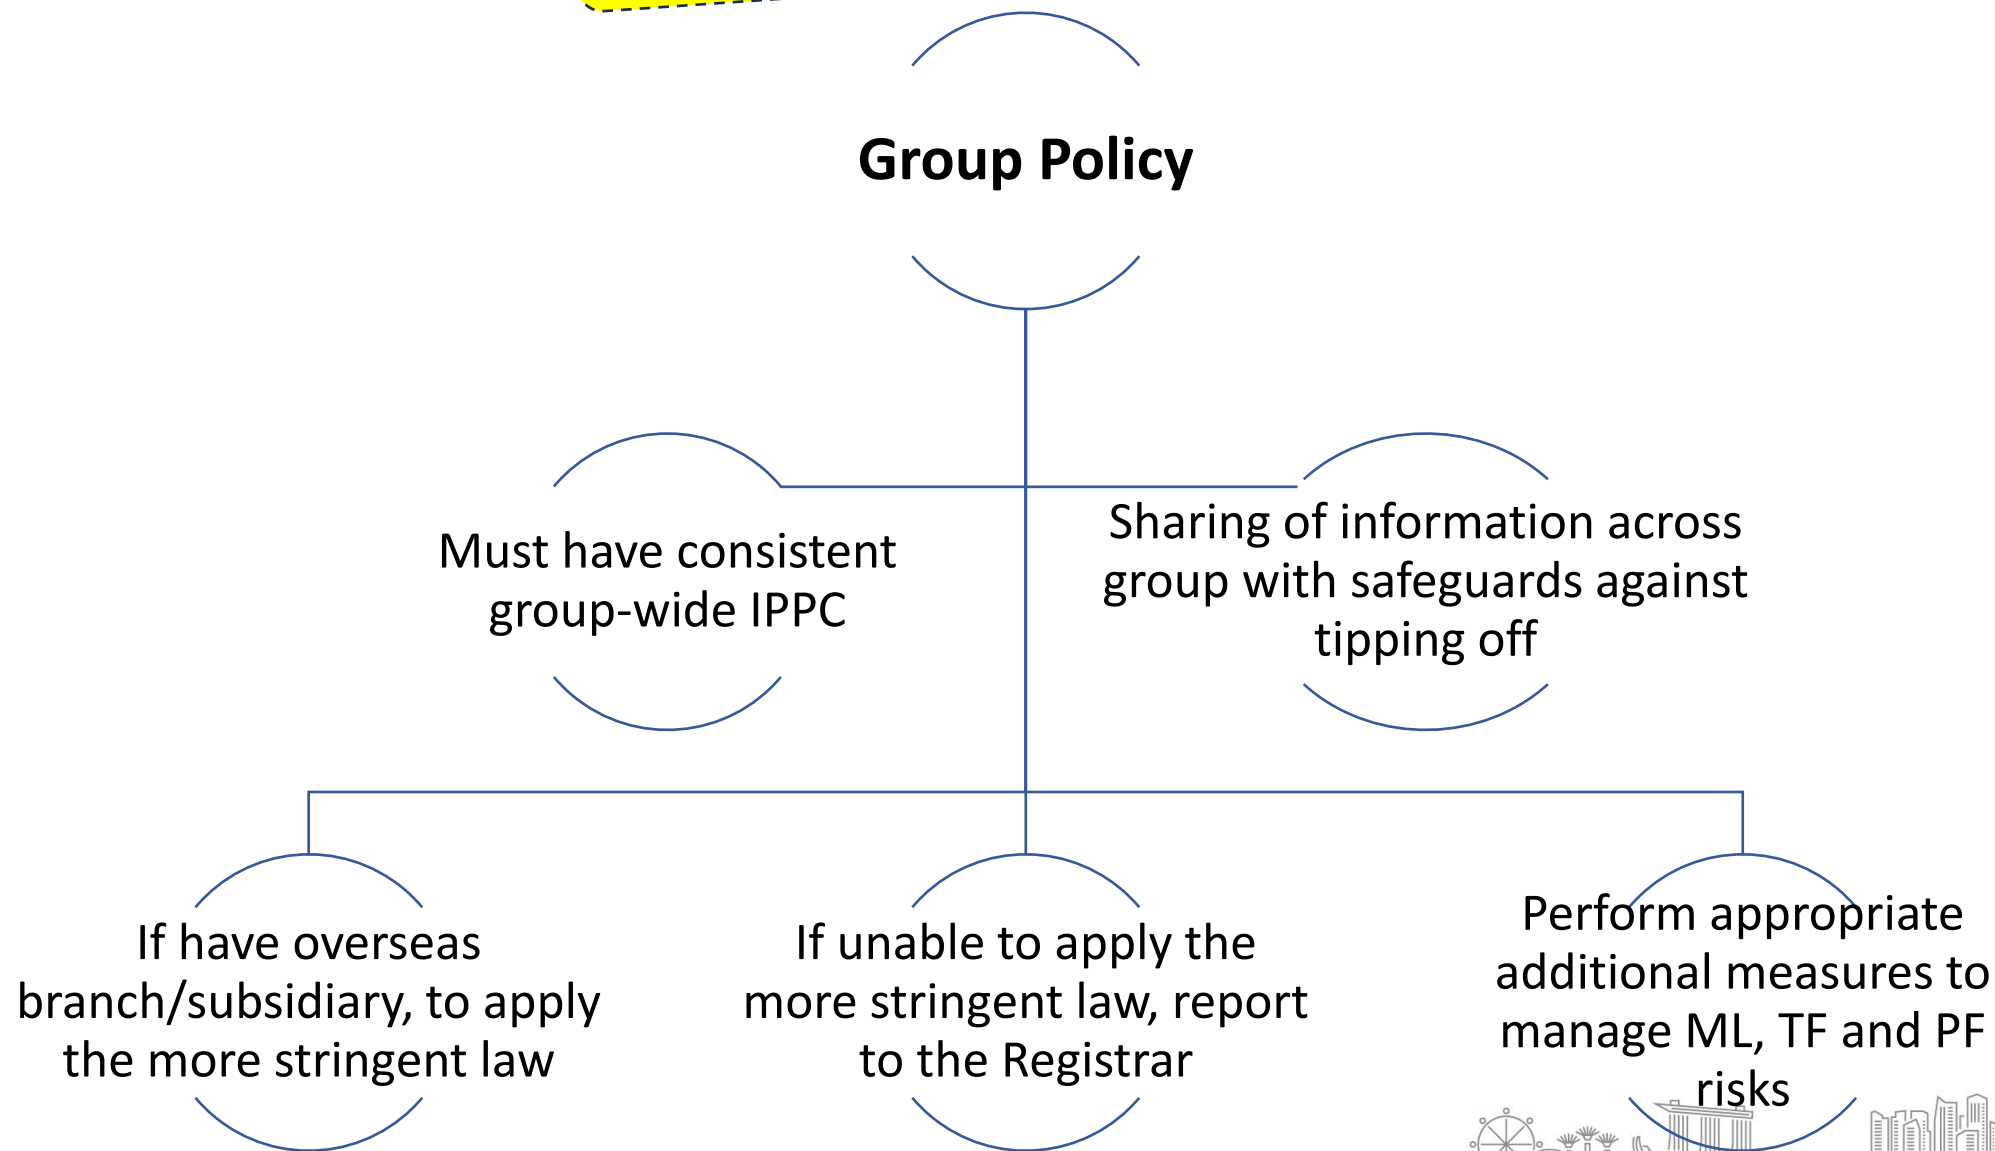 Group Policy
Must have consistent
group-wide IPPC
Sharing of information across
group with safeguards against
tipping off
If have overseas
branch/subsidiary, to apply
the more stringent law
If unable to apply the
more stringent law, report
to the Registrar
Perform appropriate
additional measures to
manage ML, TF and PF
risks